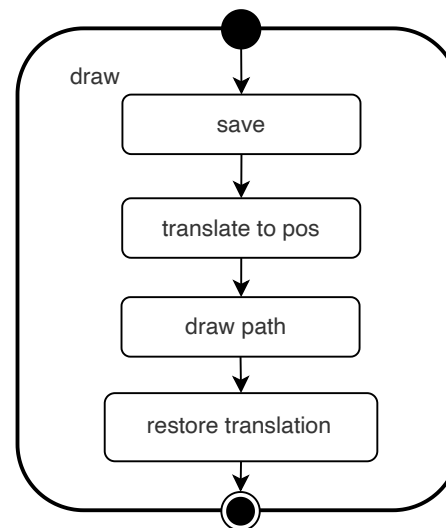 draw
save
translate to pos
draw path
restore translation